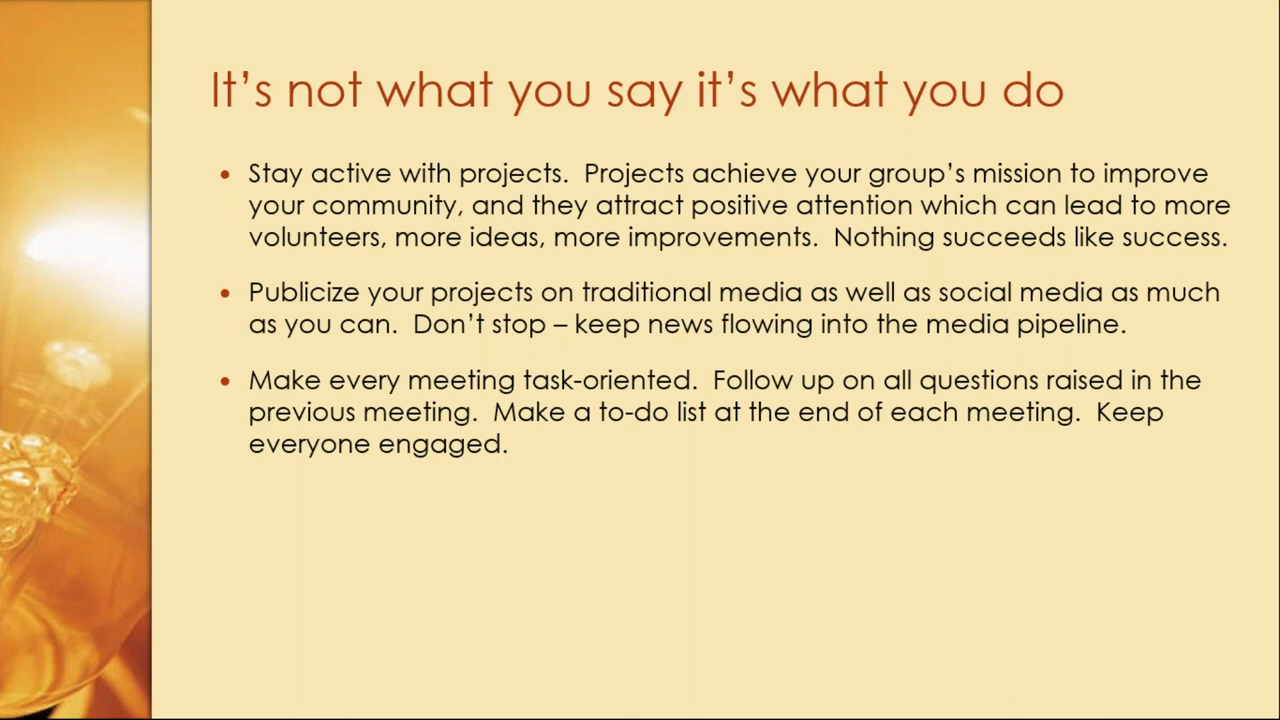 It’s not what you say it’s what you do
• Stay active with projects.  Projects achieve your group’s mission to improve
your community, and they attract positive attention which can lead to more
volunteers, more ideas, more improvements.  Nothing succeeds like success.
• Publicize your projects on traditional media as well as social media as much
as you can.  Don’t stop – keep news flowing into the media pipeline.
• Make every meeting task-oriented.  Follow up on all questions raised in the
previous meeting.  Make a to-do list at the end of each meeting.  Keep
everyone engaged.